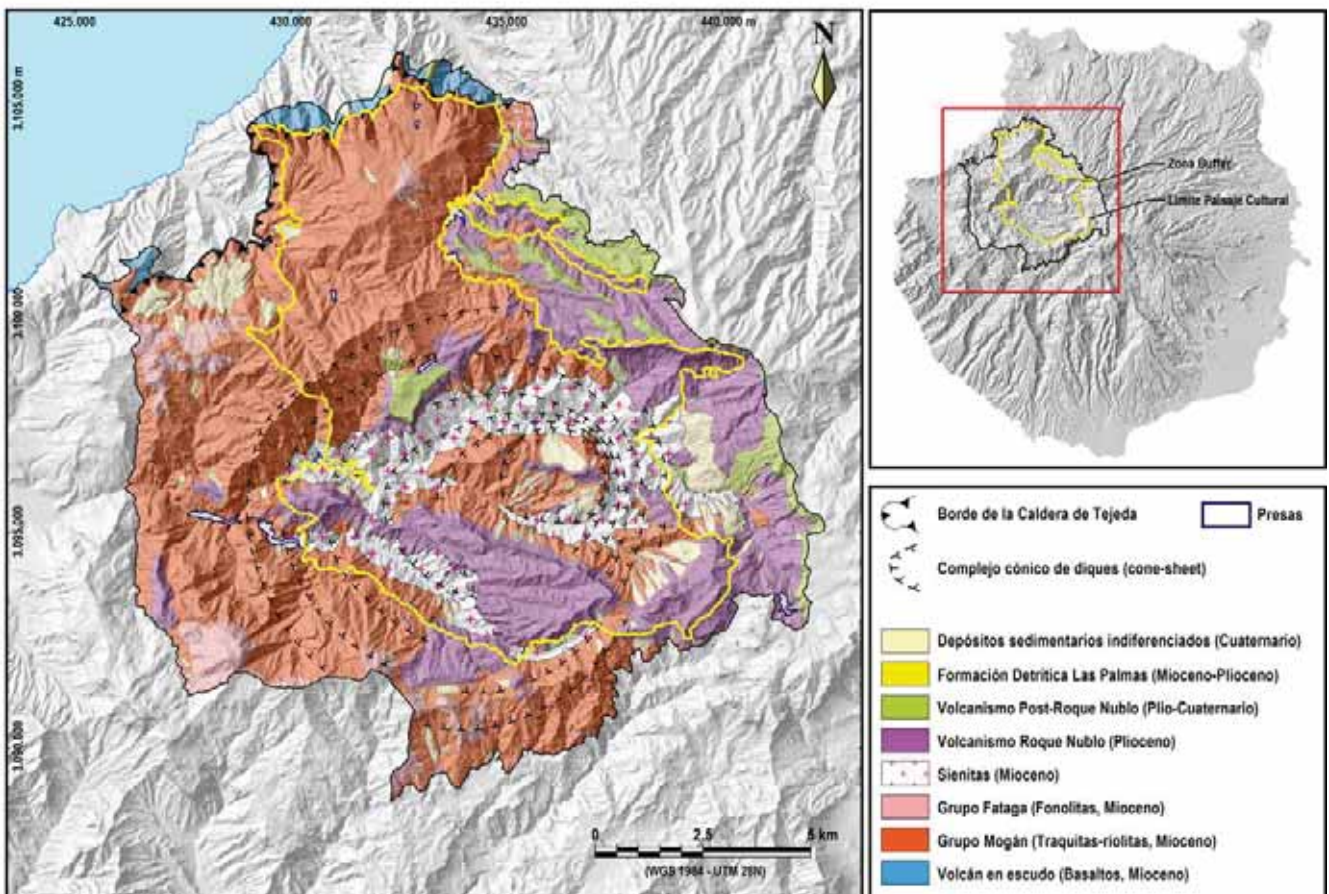 425.000
430.000
435.000
440.000 m
N
3.105.000 m
3.100.000
3.095.000
3.090.000
0 2.5 5 km
(WGS 1984 - UTM 28N)
Zona Buffer
Límite Paisaje Cultural
Borde de la Caldera de Tejeda
Presas
Complejo cónico de diques (cone-sheet)
Depósitos sedimentarios indiferenciados (Cuaternario)
Formación Detrítica Las Palmas (Mioceno-Plioceno)
Volcanismo Post-Roque Nublo (Plio-Cuaternario)
Volcanismo Roque Nublo (Plioceno)
Sienitas (Mioceno)
Grupo Fataga (Fonolitas, Mioceno)
Grupo Mogán (Traquitas-riolitas, Mioceno)
Volcán en escudo (Basaltos, Mioceno)